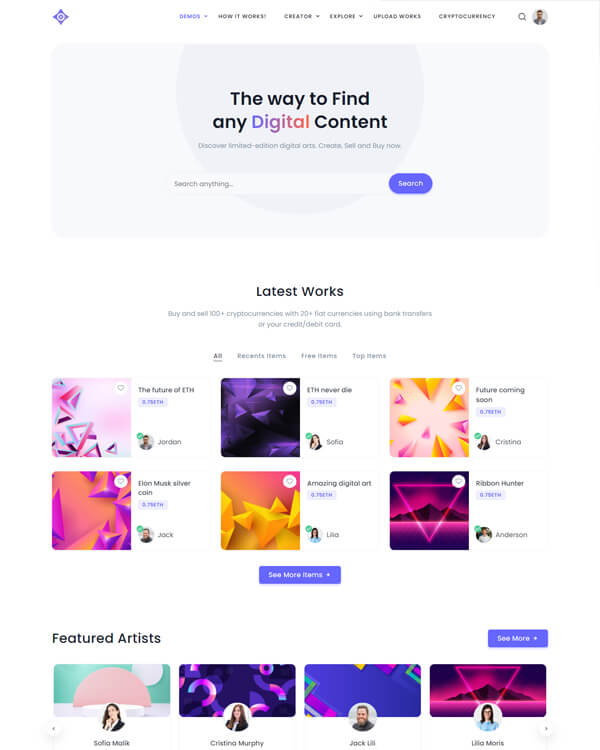 DEMOS HOW IT WORKS! CREATOR EXPLORE UPLOAD WORKS CRYPTOCURRENCY
The way to Find
any Digital Content
Discover limited-edition digital arts. Create, Sell and Buy now.
Search anything... Search
Latest Works
Buy and sell 100+ cryptocurrencies with 20+ fiat currencies using bank transfers
or your credit/debit card.
All Recents Items Free Items Top Items
The future of ETH
0.75ETH
Jordan
ETH never die
0.75ETH
Sofia
Future coming
soon
0.75ETH
Cristina
Elon Musk silver
coin
0.75ETH
Jack
Amazing digital art
0.75ETH
Lilia
Ribbon Hunter
0.75ETH
Anderson
See More Items +
Featured Artists
See More +
Sofia Malik
Cristina Murphy
Jack Lili
Lilia Moris